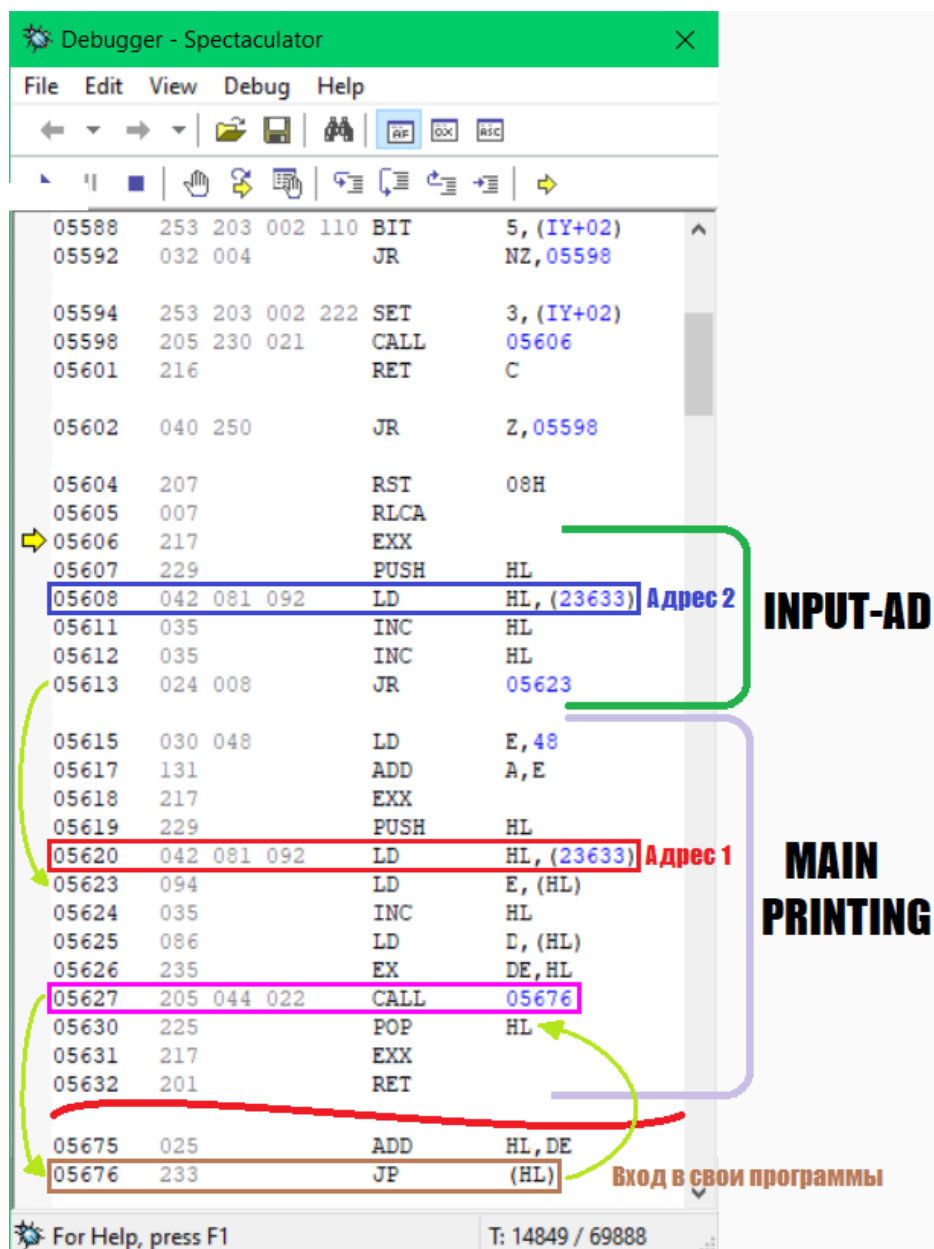 Debugger - Spectaculator
File Edit View Debug Help
AF 0X ASC
05588 253 203 002 110 BIT 5,(IY+02)
05592 032 004 JR NZ,05598
05594 253 203 002 222 SET 3,(IY+02)
05598 205 230 021 CALL 05606
05601 216 RET C
05602 040 250 JR Z,05598
05604 207 RST 08H
05605 007 RLCA
05606 217 EXX
05607 229 PUSH HL
05608 042 081 092 LD HL,(23633) Адрес 2
INPUT-AD
05611 035 INC HL
05612 035 INC HL
05613 024 008 JR 05623
05615 030 048 LD E,48
05617 131 ADD A,E
05618 217 EXX
05619 229 PUSH HL
05620 042 081 092 LD HL,(23633) Адрес 1
MAIN
PRINTING
05623 094 LD E,(HL)
05624 035 INC HL
05625 086 LD D,(HL)
05626 235 EX DE,HL
05627 205 044 022 CALL 05676
05630 225 POP HL
05631 217 EXX
05632 201 RET
05675 025 ADD HL,DE
05676 233 JP (HL) Вход в свои программы
For Help, press F1 T: 14849 / 69888